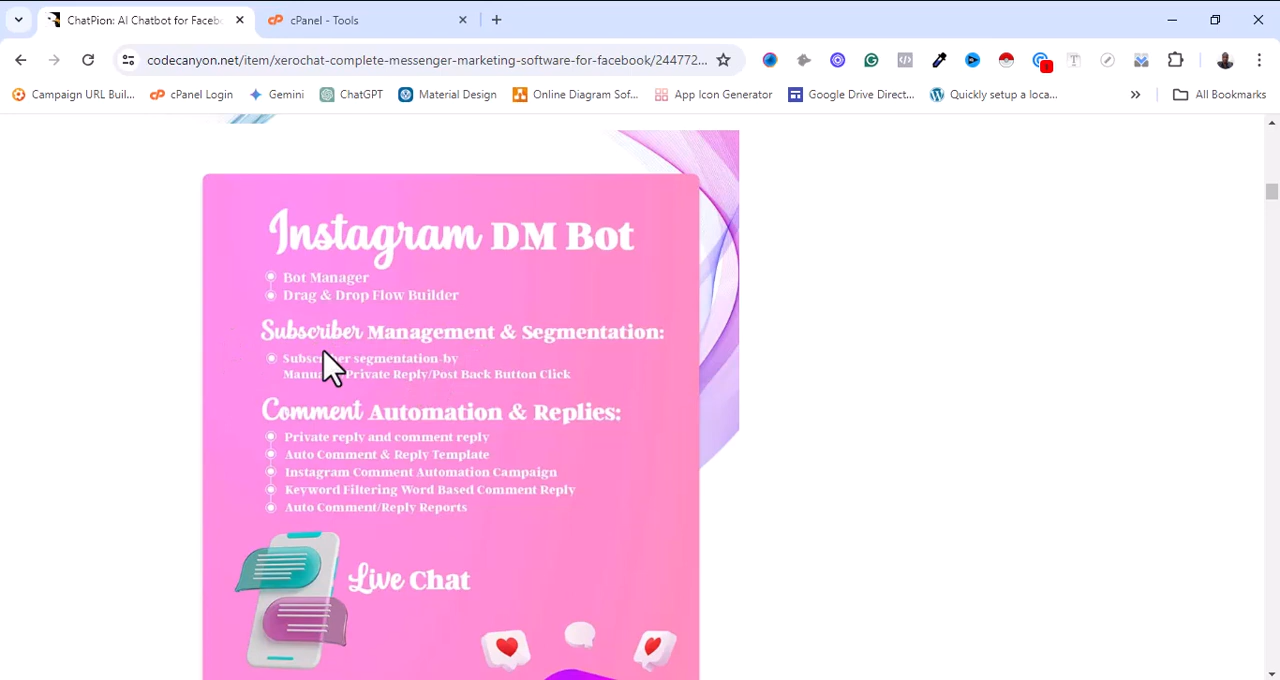 ChatPion: AI Chatbot for Faceb
cPanel - Tools
codecanyon.net/item/xerochat-complete-messenger-marketing-software-for-facebook/244772...
Campaign URL Buil...
cPanel Login
Gemini
ChatGPT
Material Design
Online Diagram Sof...
App Icon Generator
Google Drive Direct...
Quickly setup a loca...
All Bookmarks
Instagram DM Bot
Bot Manager
Drag & Drop Flow Builder
Subscriber Management & Segmentation:
Subscriber segmentation-by
Private Reply/Post Back Button Click
Comment Automation & Replies:
Private reply and comment reply
Auto Comment & Reply Template
Instagram Comment Automation Campaign
Keyword Filtering Word Based Comment Reply
Auto Comment/Reply Reports
Live Chat